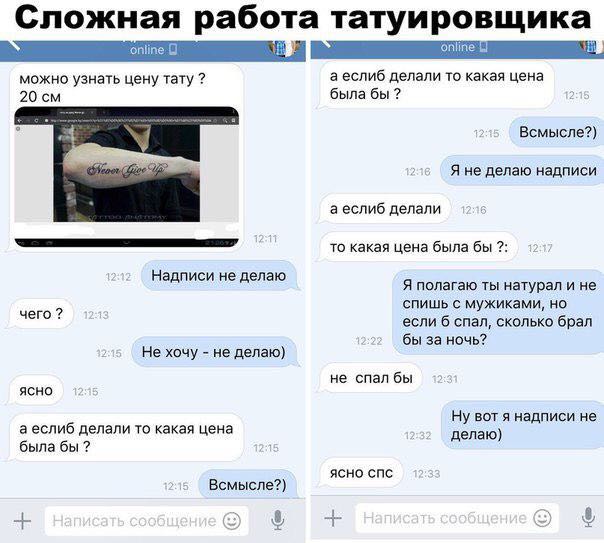 Сложная работа татуировщика
online
можно узнать цену тату ?
20 см
Never Give Up
TATTOO ANATOMY
12:11
12:12 Надписи не делаю
чего ? 12:13
12:15 Не хочу - не делаю)
ясно 12:15
а еслиб делали то какая цена
была бы ? 12:15
12:15 Всмысле?)
Написать сообщение
online
а еслиб делали то какая цена
была бы ? 12:15
12:15 Всмысле?)
12:16 Я не делаю надписи
а еслиб делали 12:16
то какая цена была бы ?: 12:17
Я полагаю ты натурал и не
спишь с мужиками, но
если б спал, сколько брал
12:22 бы за ночь?
не спал бы 12:31
Ну вот я надписи не
12:32 делаю)
ясно спс 12:33
Написать сообщение